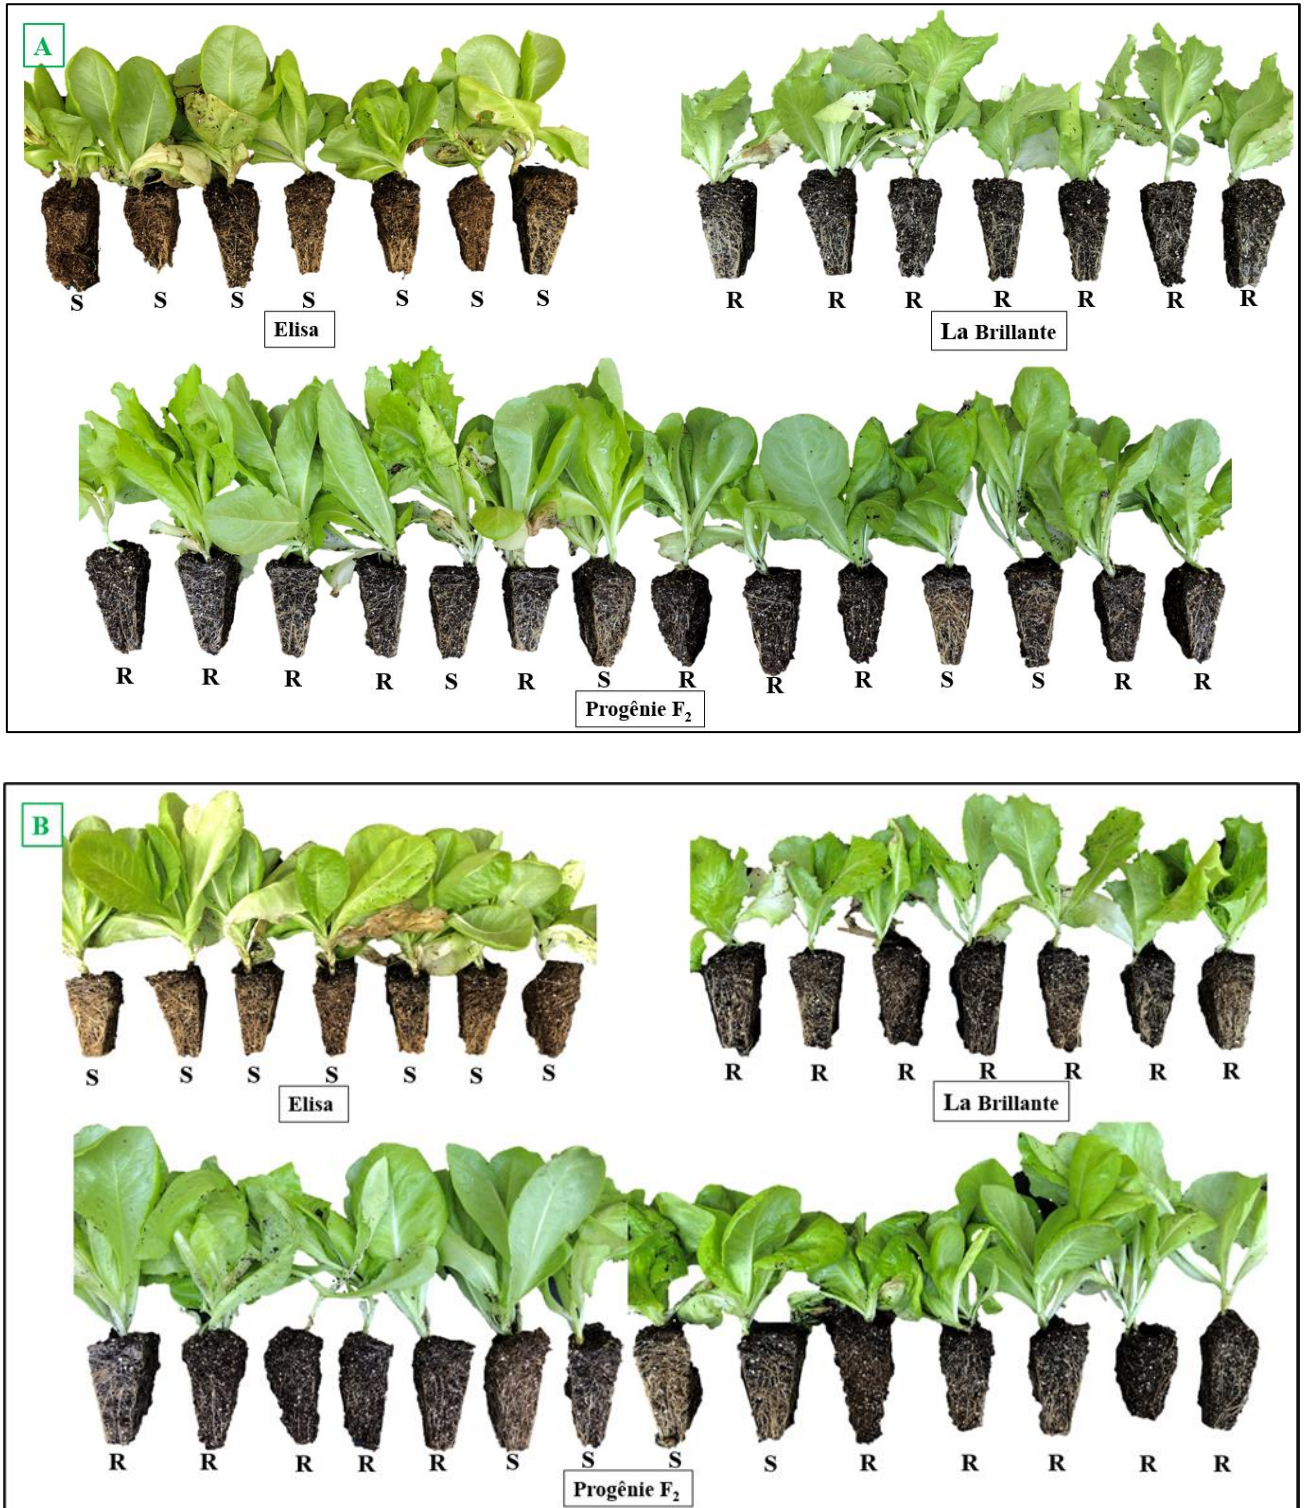 A
S S S S S S S
Elisa
R R R R R R R
La Brillante
R R R R S R S R R R S S R R
Progênie F₂
B
S S S S S S S
Elisa
R R R R R R R
La Brillante
R R R R R S S S S R R R R R
Progênie F₂